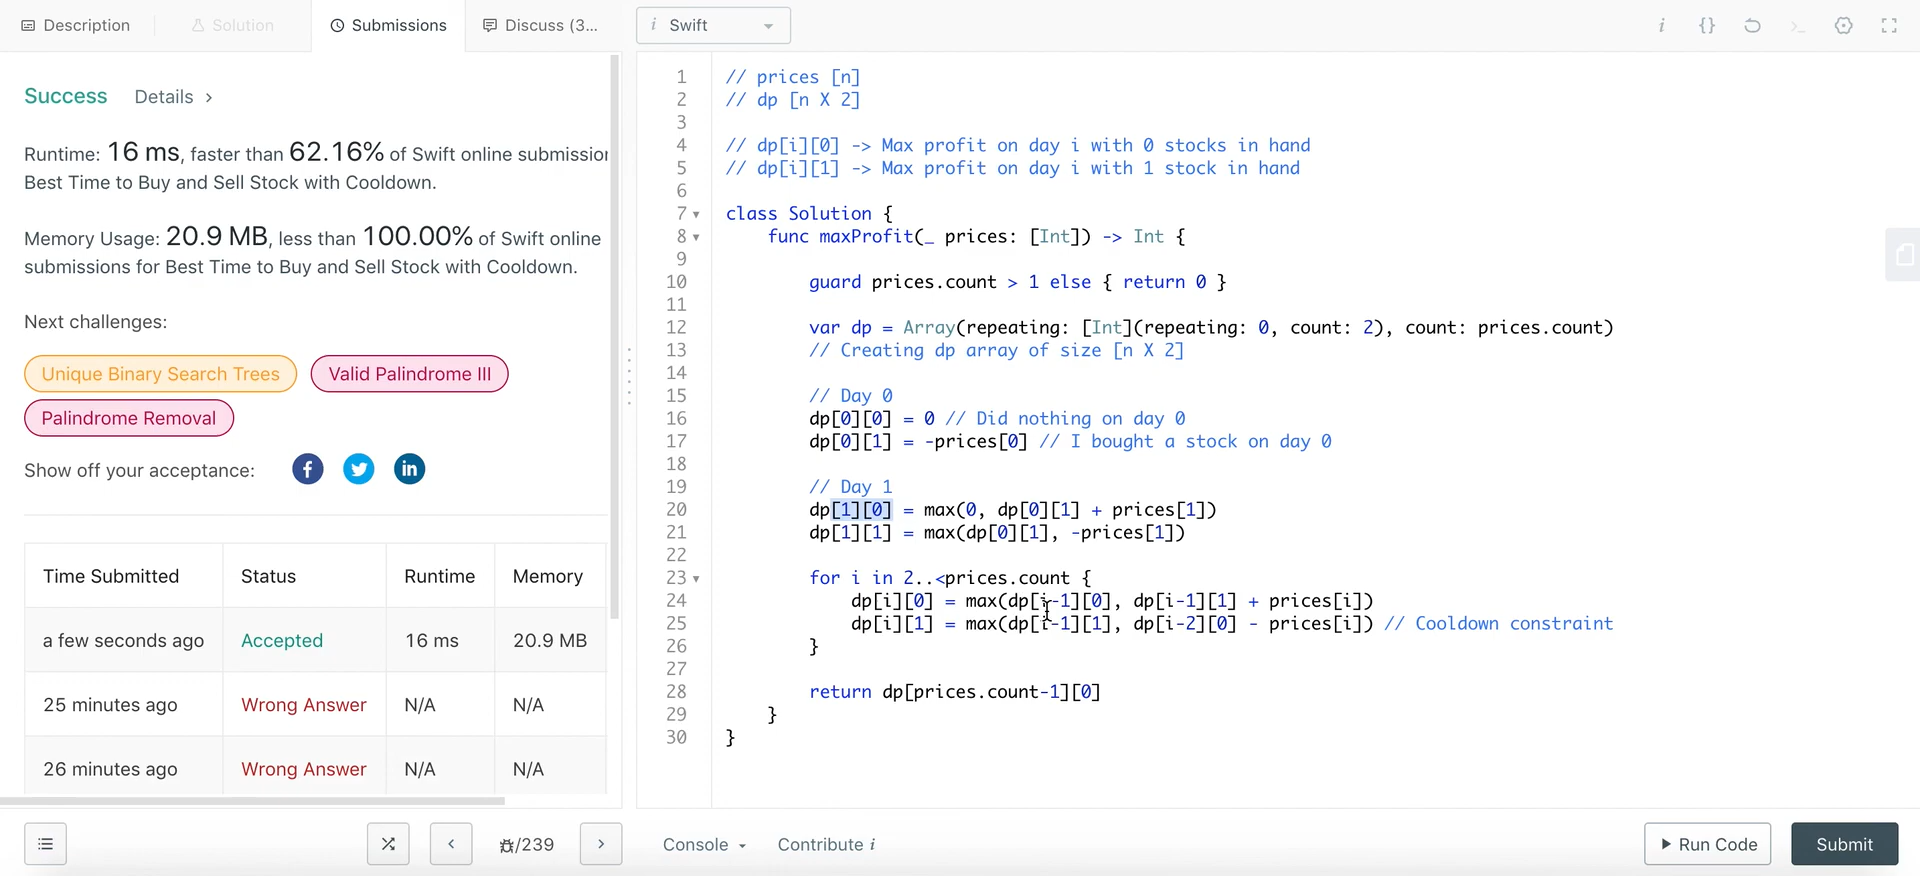 Description
Solution
Submissions
Discuss (3...
i Swift
i
{}
Success Details >
Runtime: 16 ms, faster than 62.16% of Swift online submission
Best Time to Buy and Sell Stock with Cooldown.
Memory Usage: 20.9 MB, less than 100.00% of Swift online
submissions for Best Time to Buy and Sell Stock with Cooldown.
Next challenges:
Unique Binary Search Trees
Valid Palindrome III
Palindrome Removal
Show off your acceptance:
Time Submitted Status Runtime Memory
a few seconds ago Accepted 16 ms 20.9 MB
25 minutes ago Wrong Answer N/A N/A
26 minutes ago Wrong Answer N/A N/A
1 // prices [n]
2 // dp [n X 2]
3
4 // dp[i][0] -> Max profit on day i with 0 stocks in hand
5 // dp[i][1] -> Max profit on day i with 1 stock in hand
6
7 class Solution {
8 func maxProfit(_ prices: [Int]) -> Int {
9
10 guard prices.count > 1 else { return 0 }
11
12 var dp = Array(repeating: [Int](repeating: 0, count: 2), count: prices.count)
13 // Creating dp array of size [n X 2]
14
15 // Day 0
16 dp[0][0] = 0 // Did nothing on day 0
17 dp[0][1] = -prices[0] // I bought a stock on day 0
18
19 // Day 1
20 dp[1][0] = max(0, dp[0][1] + prices[1])
21 dp[1][1] = max(dp[0][1], -prices[1])
22
23 for i in 2..<prices.count {
24 dp[i][0] = max(dp[i-1][0], dp[i-1][1] + prices[i])
25 dp[i][1] = max(dp[i-1][1], dp[i-2][0] - prices[i]) // Cooldown constraint
26 }
27
28 return dp[prices.count-1][0]
29 }
30 }
/239
Console
Contribute i
Run Code
Submit